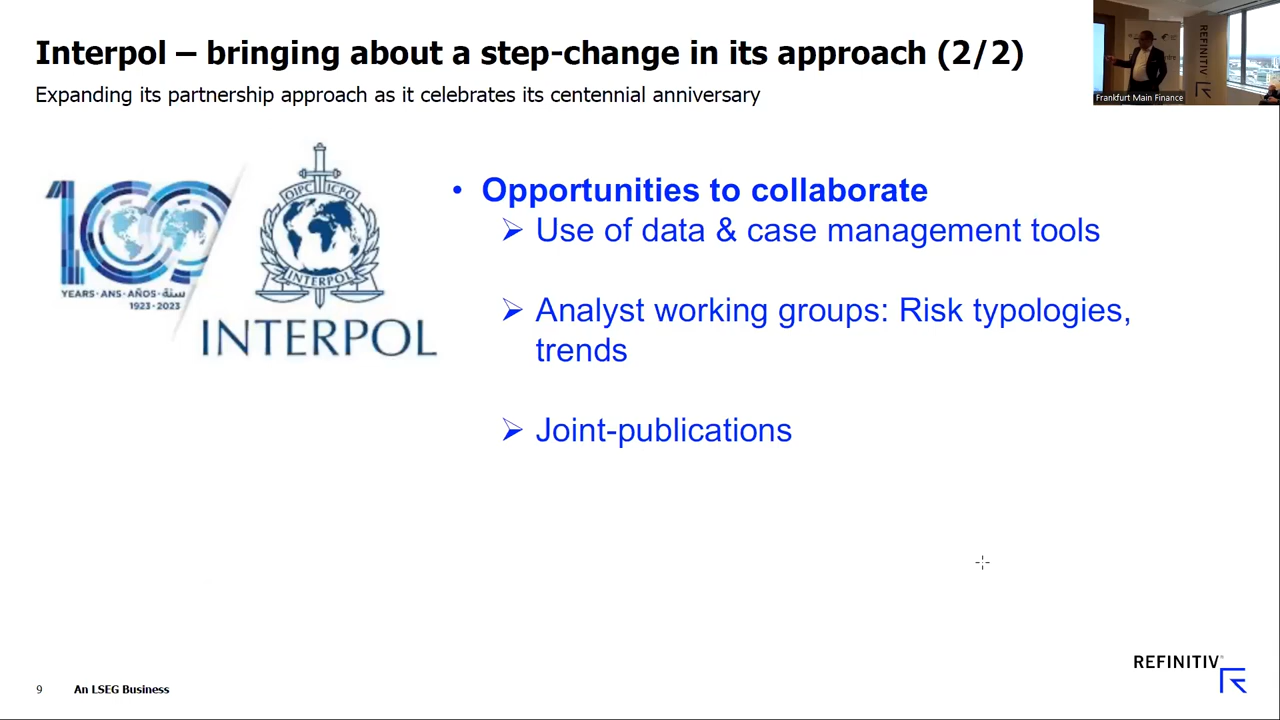 Interpol – bringing about a step-change in its approach (2/2)
Expanding its partnership approach as it celebrates its centennial anniversary
REFINITIV
Frankfurt Main Finance
100
YEARS·ANS·AÑOS·سنة
1923·2023
OIPC ICPO
INTERPOL
INTERPOL
• Opportunities to collaborate
➢ Use of data & case management tools
➢ Analyst working groups: Risk typologies,
trends
➢ Joint-publications
REFINITIV
9 An LSEG Business